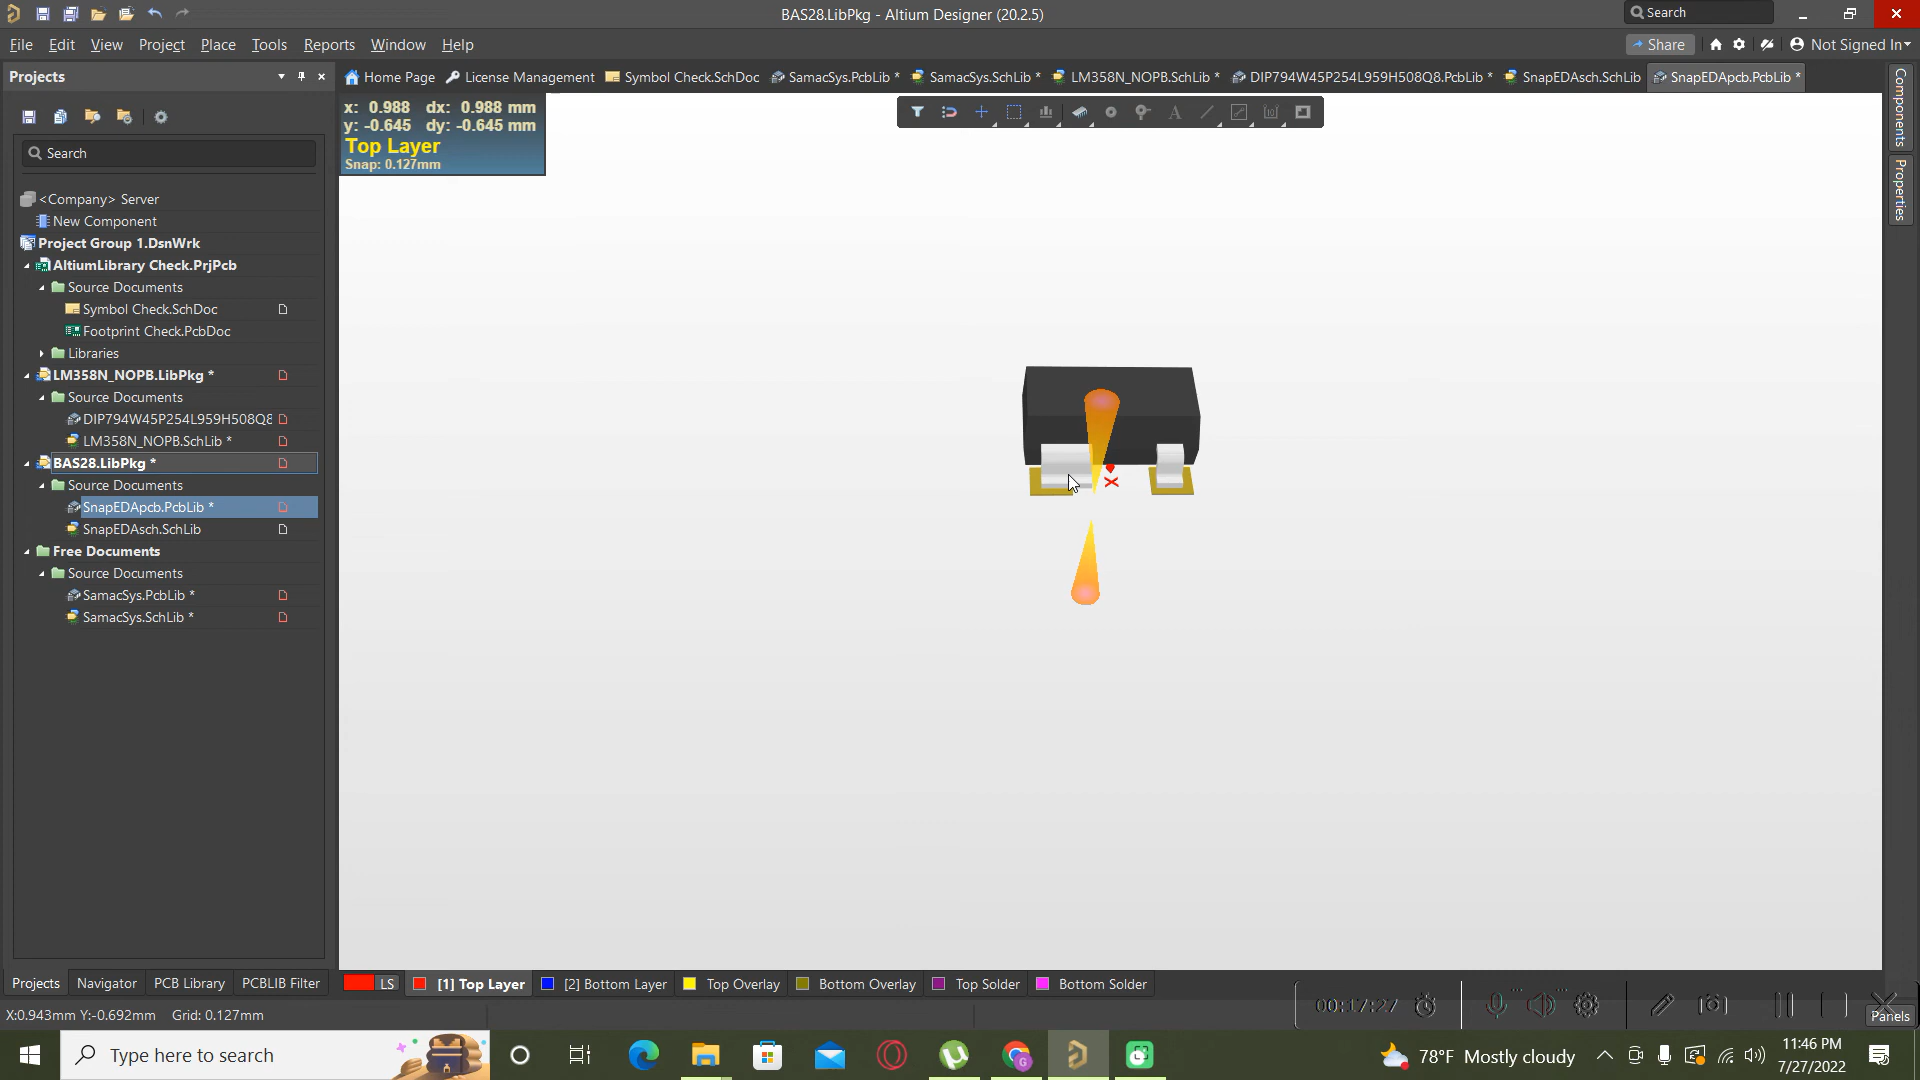 BAS28.LibPkg - Altium Designer (20.2.5)
Search
File Edit View Project Place Tools Reports Window Help
Share
Not Signed In
Projects
Home Page
License Management
Symbol Check.SchDoc
SamacSys.PcbLib *
SamacSys.SchLib *
LM358N_NOPB.SchLib *
DIP794W45P254L959H508Q8.PcbLib *
SnapEDAsch.SchLib
SnapEDApcb.PcbLib *
Components
Properties
x: 0.988 dx: 0.988 mm
y: -0.645 dy: -0.645 mm
Top Layer
Snap: 0.127mm
Search
<Company> Server
New Component
Project Group 1.DsnWrk
AltiumLibrary Check.PrjPcb
Source Documents
Symbol Check.SchDoc
Footprint Check.PcbDoc
Libraries
LM358N_NOPB.LibPkg *
Source Documents
DIP794W45P254L959H508Q8
LM358N_NOPB.SchLib *
BAS28.LibPkg *
Source Documents
SnapEDApcb.PcbLib *
SnapEDAsch.SchLib
Free Documents
Source Documents
SamacSys.PcbLib *
SamacSys.SchLib *
Projects Navigator PCB Library PCBLIB Filter
LS [1] Top Layer [2] Bottom Layer Top Overlay Bottom Overlay Top Solder Bottom Solder
X:0.943mm Y:-0.692mm Grid: 0.127mm
00:17:27
Panels
Type here to search
78°F Mostly cloudy
11:46 PM
7/27/2022